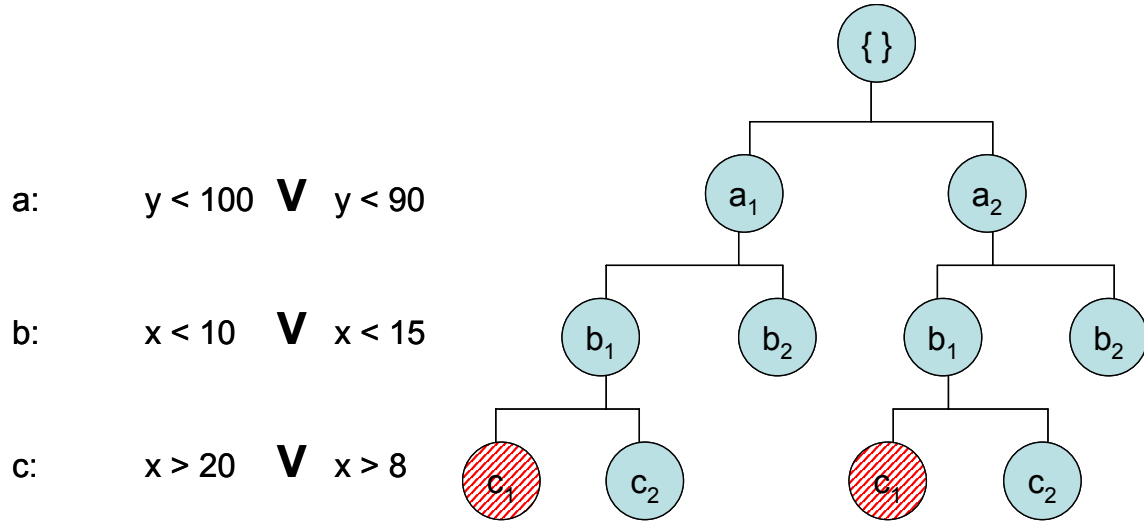 { }
a: y < 100 V y < 90
a₁ a₂
b: x < 10 V x < 15
b₁ b₂ b₁ b₂
c: x > 20 V x > 8
c₁ c₂ c₁ c₂